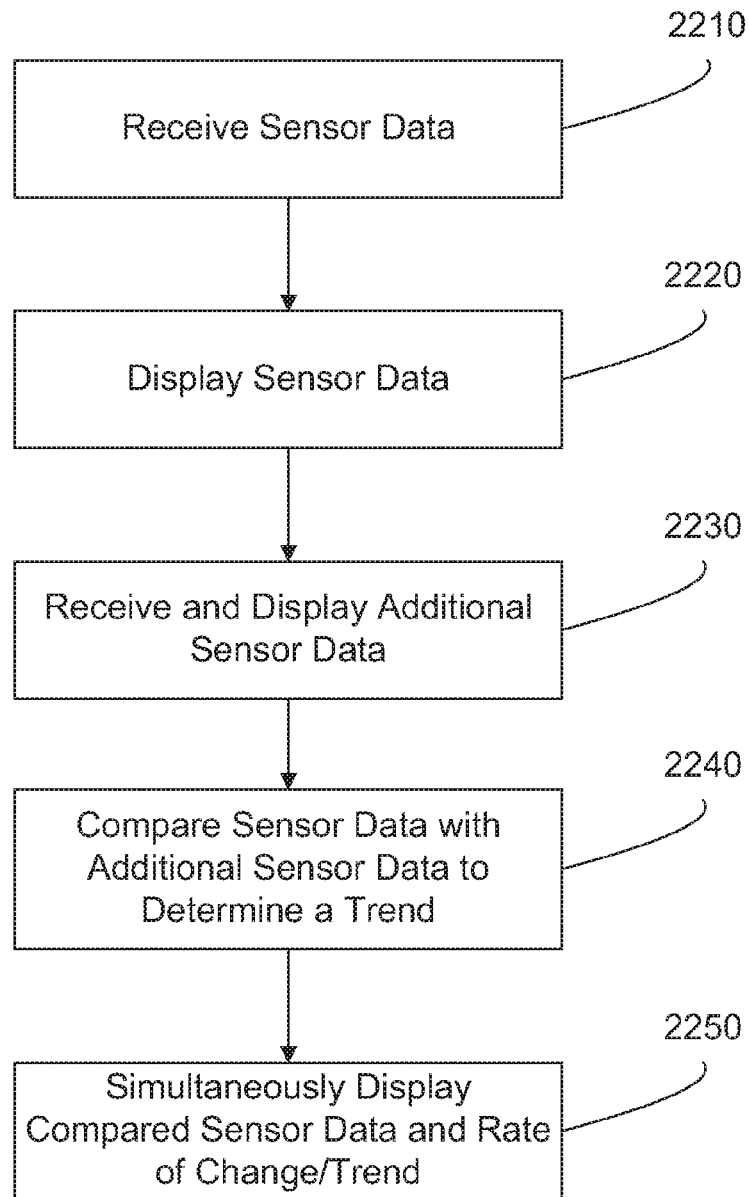 2210
Receive Sensor Data
2220
Display Sensor Data
2230
Receive and Display Additional
Sensor Data
2240
Compare Sensor Data with
Additional Sensor Data to
Determine a Trend
2250
Simultaneously Display
Compared Sensor Data and Rate
of Change/Trend